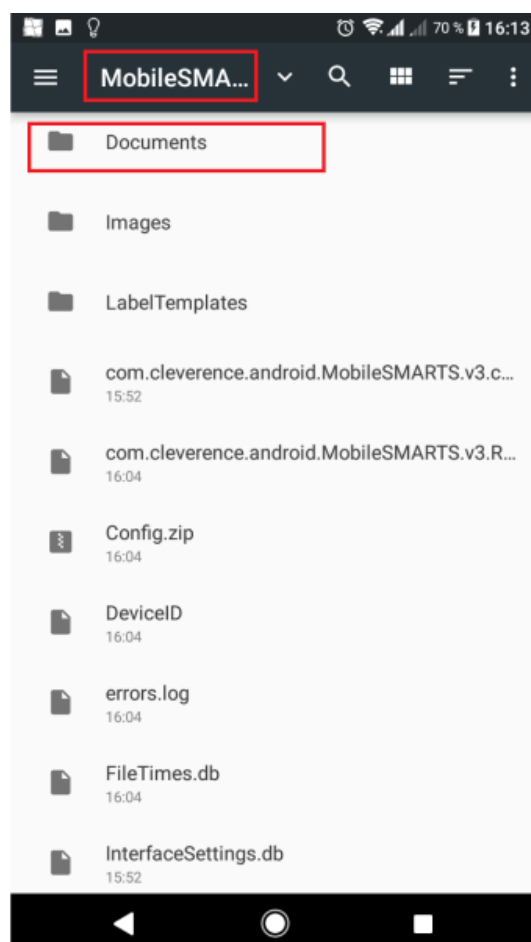 70 % 16:13
MobileSMA...
Documents
Images
LabelTemplates
com.cleverence.android.MobileSMARTS.v3.c...
15:52
com.cleverence.android.MobileSMARTS.v3.R...
16:04
Config.zip
16:04
DeviceID
16:04
errors.log
16:04
FileTimes.db
16:04
InterfaceSettings.db
15:52